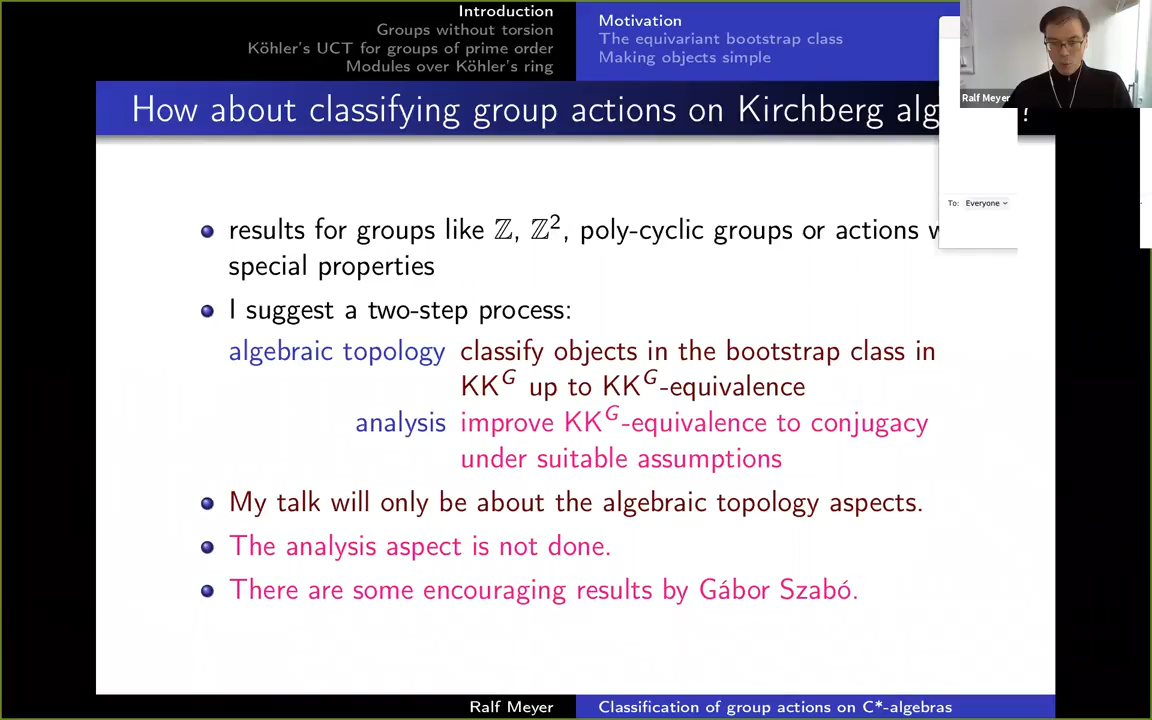 Introduction
Groups without torsion
Köhler's UCT for groups of prime order
Modules over Köhler's ring
Motivation
The equivariant bootstrap class
Making objects simple
Ralf Meyer
How about classifying group actions on Kirchberg alg ?
To: Everyone
results for groups like ℤ, ℤ², poly-cyclic groups or actions
special properties
I suggest a two-step process:
algebraic topology classify objects in the bootstrap class in
KK^G up to KK^G-equivalence
analysis improve KK^G-equivalence to conjugacy
under suitable assumptions
My talk will only be about the algebraic topology aspects.
The analysis aspect is not done.
There are some encouraging results by Gábor Szabó.
Ralf Meyer Classification of group actions on C*-algebras